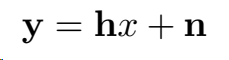 𝐲 = 𝐡𝑥 + 𝐧